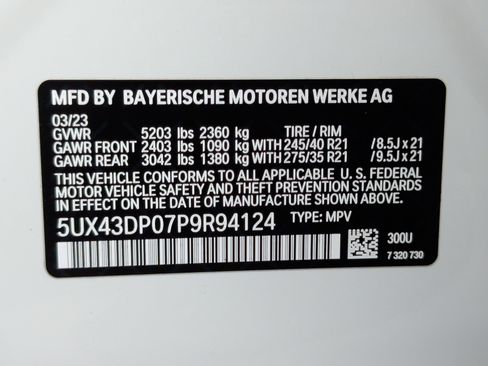 MFD BY BAYERISCHE MOTOREN WERKE AG
03/23
GVWR 5203 lbs 2360 kg TIRE / RIM
GAWR FRONT 2403 lbs 1090 kg WITH 245/40 R21 / 8.5J x 21
GAWR REAR 3042 lbs 1380 kg WITH 275/35 R21 / 9.5J x 21
THIS VEHICLE CONFORMS TO ALL APPLICABLE U. S. FEDERAL
MOTOR VEHICLE SAFETY AND THEFT PREVENTION STANDARDS
IN EFFECT ON THE DATE OF MANUFACTURE SHOWN ABOVE.
5UX43DP07P9R94124 TYPE: MPV
300U
7 320 730